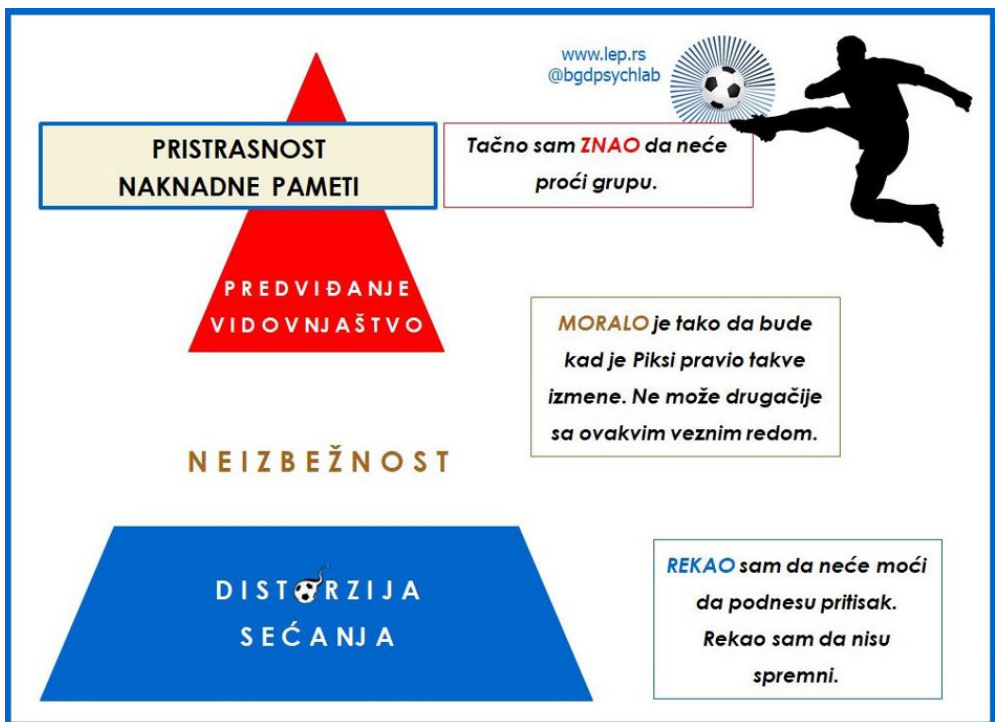 www.lep.rs
@bgdpsychlab
PRISTRASNOST
NAKNADNE PAMETI
Tačno sam ZNAO da neće
proći grupu.
PREDVIĐANJE
VIDOVNJAŠTVO
MORALO je tako da bude
kad je Piksi pravio takve
izmene. Ne može drugačije
sa ovakvim veznim redom.
NEIZBEŽNOST
DISTORZIJA
SEĆANJA
REKAO sam da neće moći
da podnesu pritisak.
Rekao sam da nisu
spremni.